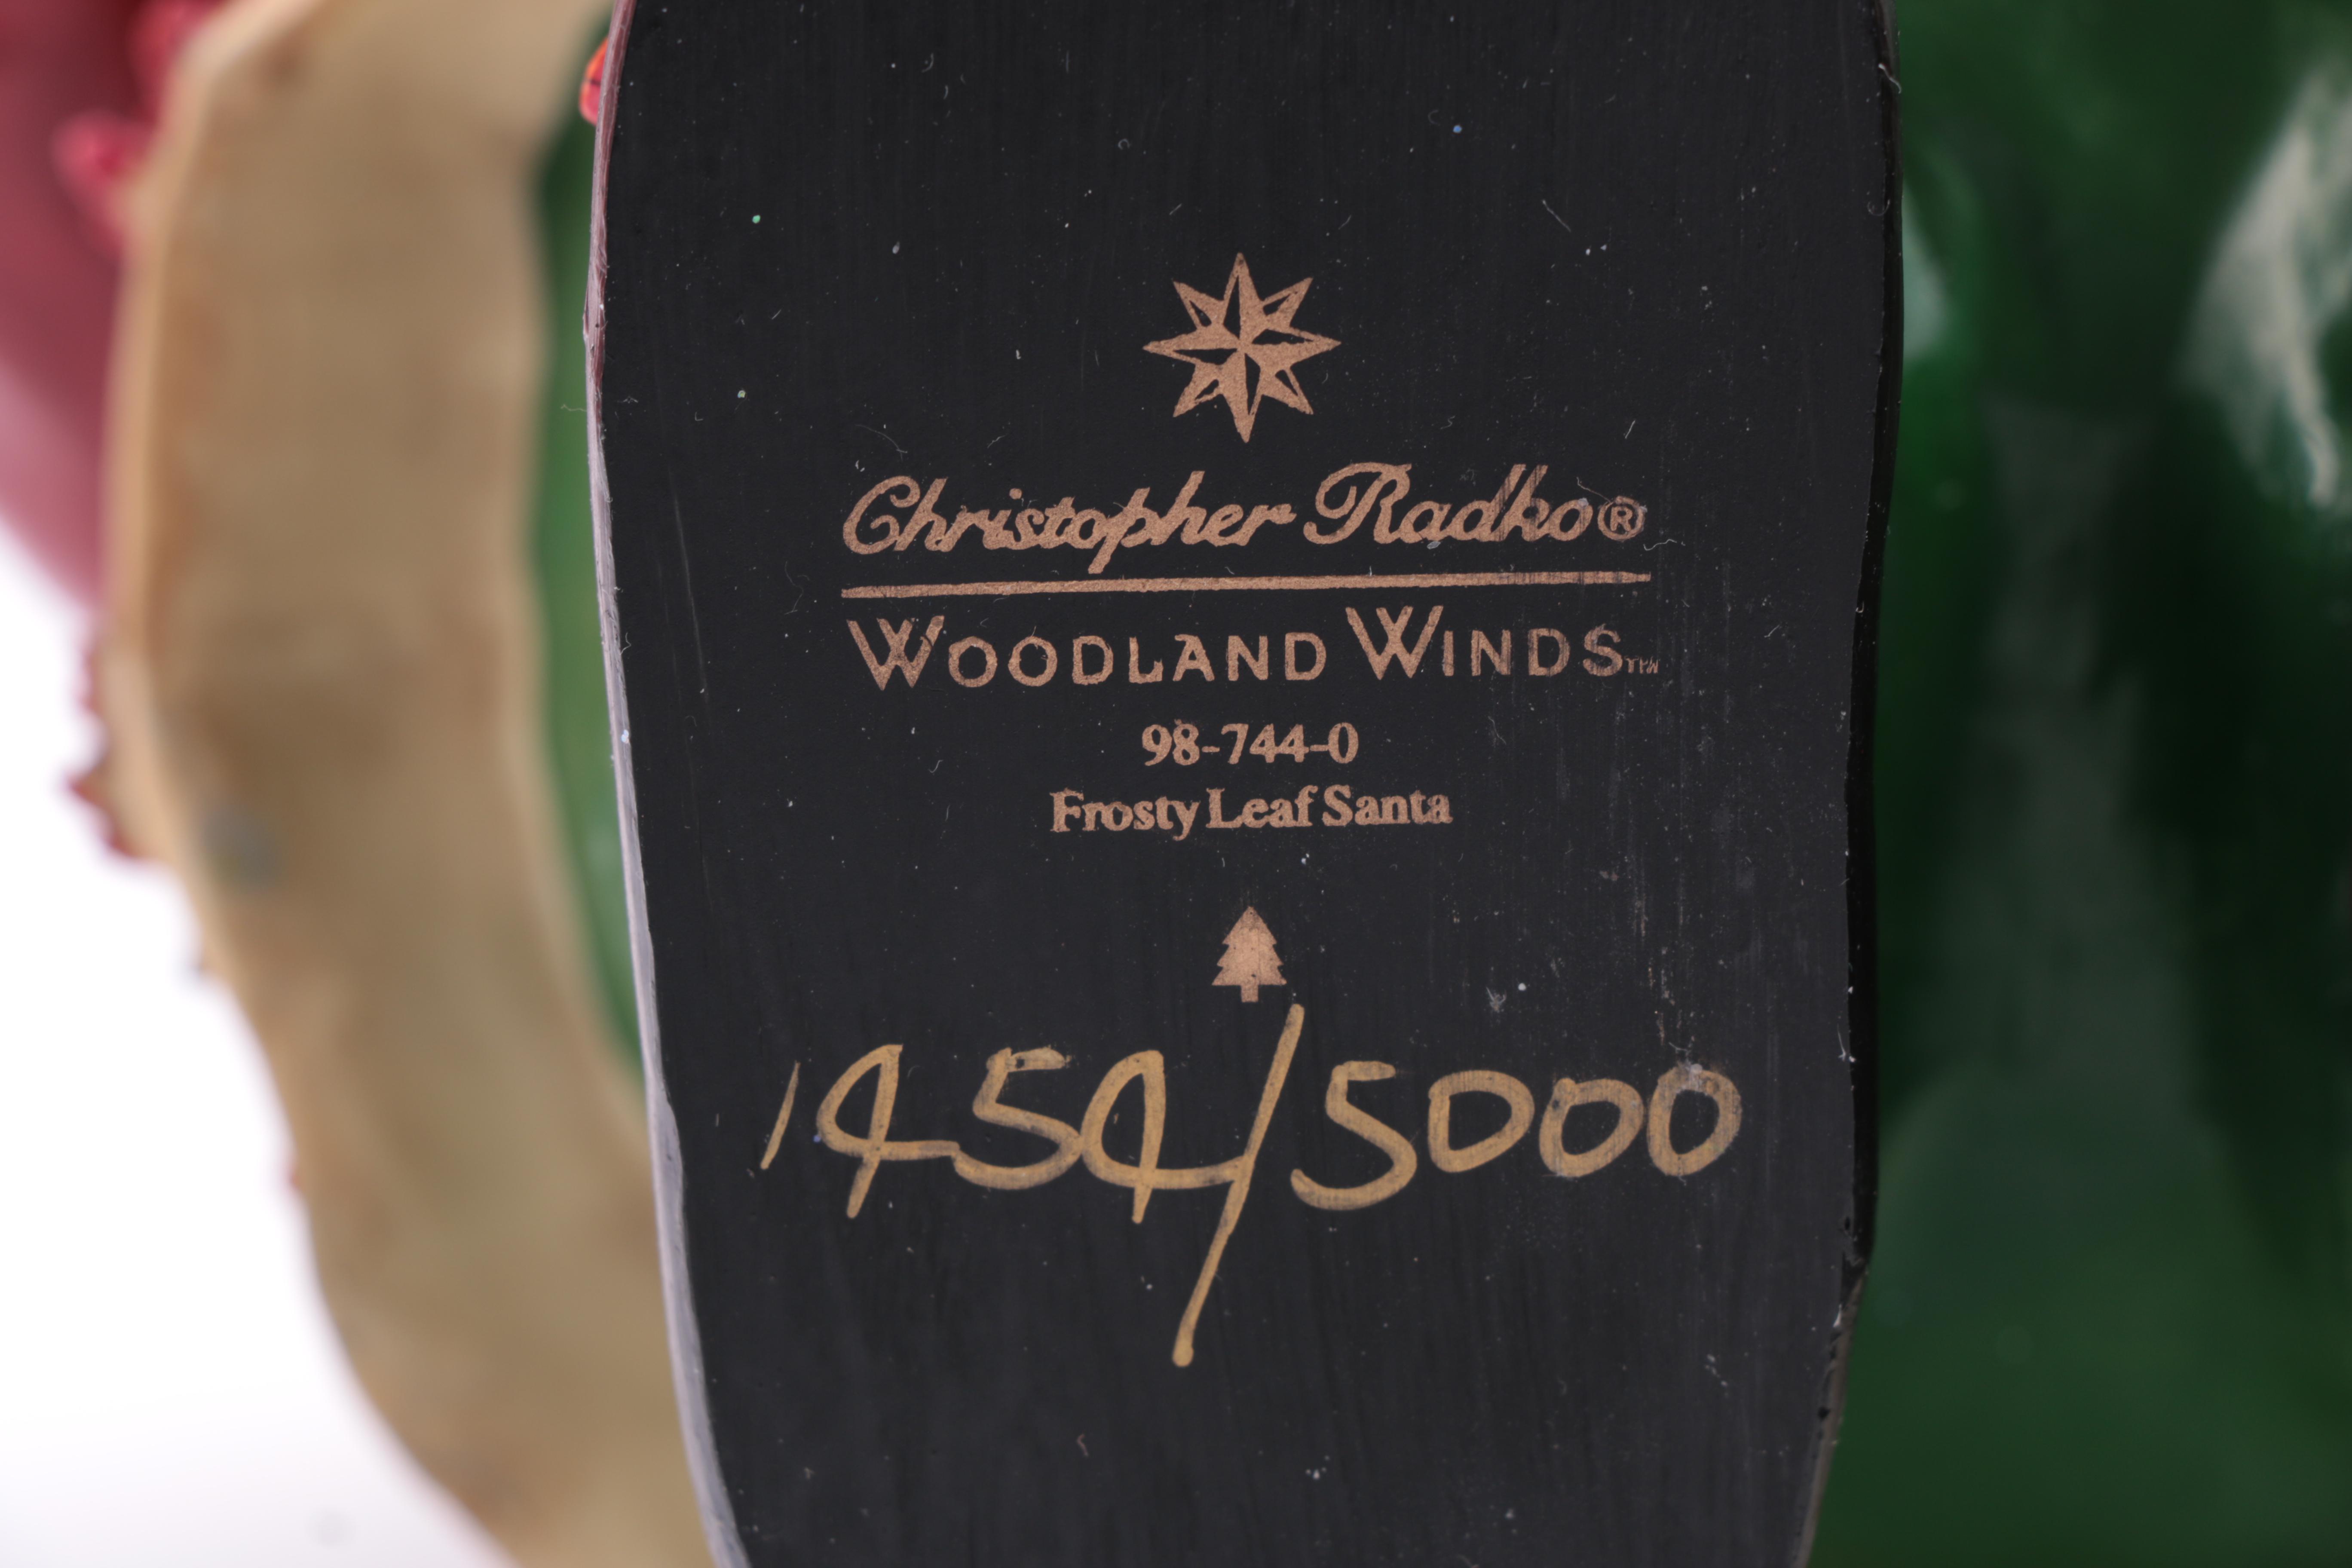 Christopher Radko®
WOODLAND WINDS™
98-744-0
Frosty Leaf Santa
1454/5000